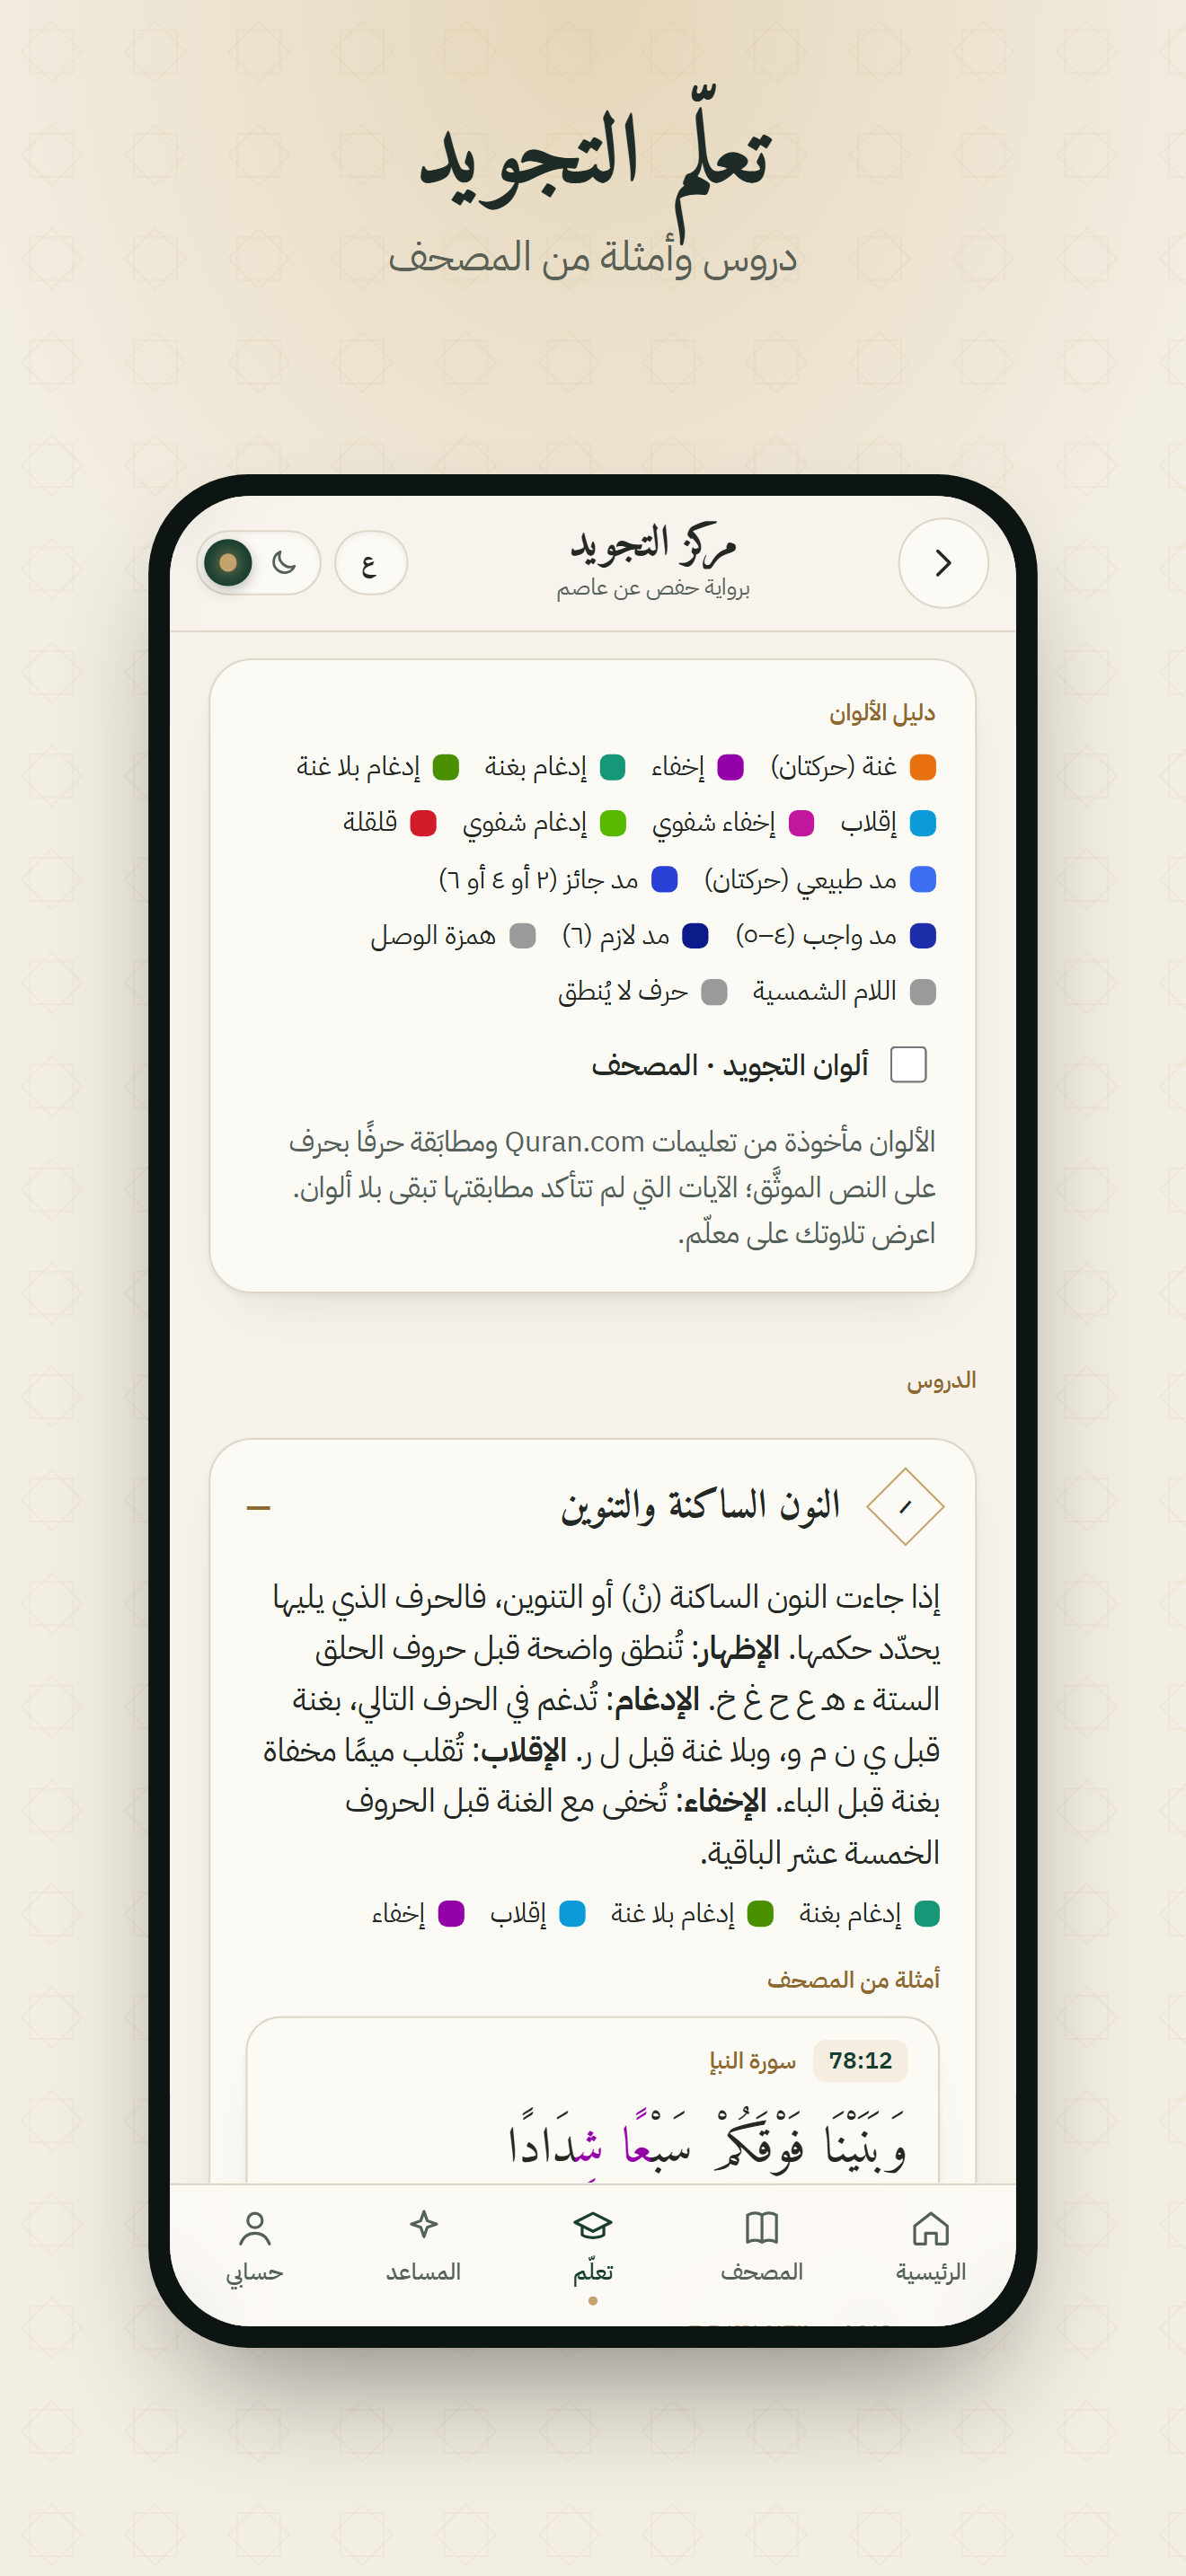 تعلّم التجويد
دروس وأمثلة من المصحف
مركز التجويد
برواية حفص عن عاصم
ع
دليل الألوان
غنة (حركتان) إخفاء إدغام بغنة إدغام بلا غنة
إقلاب إخفاء شفوي إدغام شفوي قلقلة
مد طبيعي (حركتان) مد جائز (٢ أو ٤ أو ٦)
مد واجب (٤–٥) مد لازم (٦) همزة الوصل
اللام الشمسية حرف لا يُنطق
ألوان التجويد · المصحف
الألوان مأخوذة من تعليمات Quran.com ومطابَقة حرفًا بحرف
على النص الموثَّق؛ الآيات التي لم تتأكد مطابقتها تبقى بلا ألوان.
اعرض تلاوتك على معلّم.
الدروس
١ النون الساكنة والتنوين –
إذا جاءت النون الساكنة (نْ) أو التنوين، فالحرف الذي يليها
يحدّد حكمها. الإظهار: تُنطق واضحة قبل حروف الحلق
الستة ء هـ ع ح غ خ. الإدغام: تُدغم في الحرف التالي، بغنة
قبل ي ن م و، وبلا غنة قبل ل ر. الإقلاب: تُقلب ميمًا مخفاة
بغنة قبل الباء. الإخفاء: تُخفى مع الغنة قبل الحروف
الخمسة عشر الباقية.
إدغام بغنة إدغام بلا غنة إقلاب إخفاء
أمثلة من المصحف
78:12 سورة النبإ
وَبَنَيْنَا فَوْقَكُمْ سَبْعًا شِدَادًا
الرئيسية المصحف تعلّم المساعد حسابي